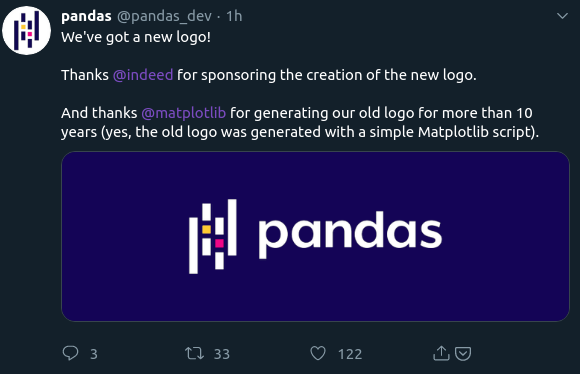 pandas @pandas_dev · 1h
We've got a new logo!
Thanks @indeed for sponsoring the creation of the new logo.
And thanks @matplotlib for generating our old logo for more than 10
years (yes, the old logo was generated with a simple Matplotlib script).
pandas
3 33 122